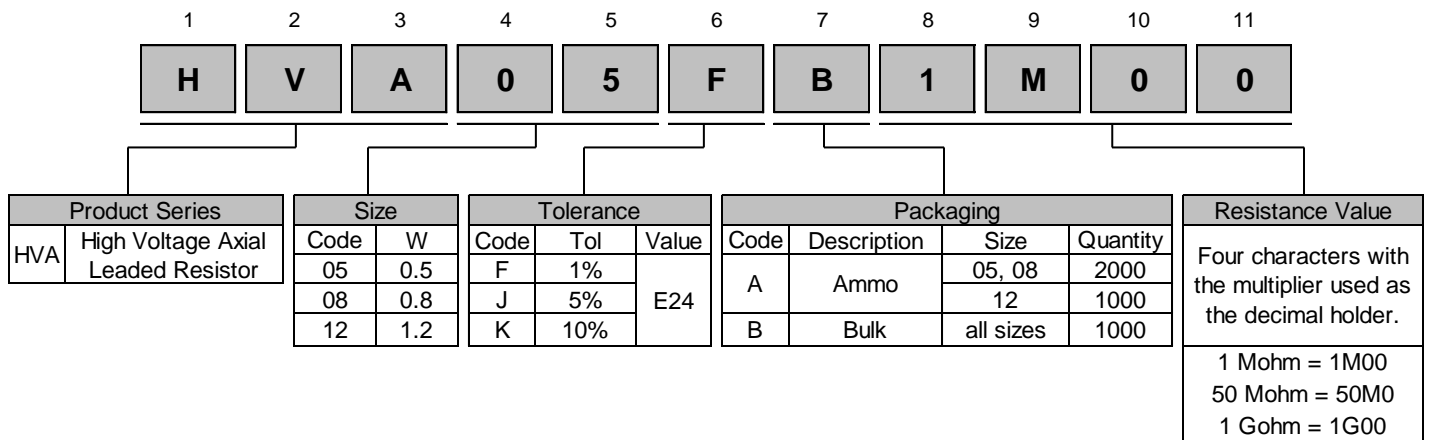 1 2 3 4 5 6 7 8 9 10 11
H V A 0 5 F B 1 M 0 0
Product Series
HVA High Voltage Axial
Leaded Resistor
Size
Code W
05 0.5
08 0.8
12 1.2
Tolerance
Code Tol Value
F 1%
J 5% E24
K 10%
Packaging
Code Description Size Quantity
A Ammo 05, 08 2000
12 1000
B Bulk all sizes 1000
Resistance Value
Four characters with
the multiplier used as
the decimal holder.
1 Mohm = 1M00
50 Mohm = 50M0
1 Gohm = 1G00